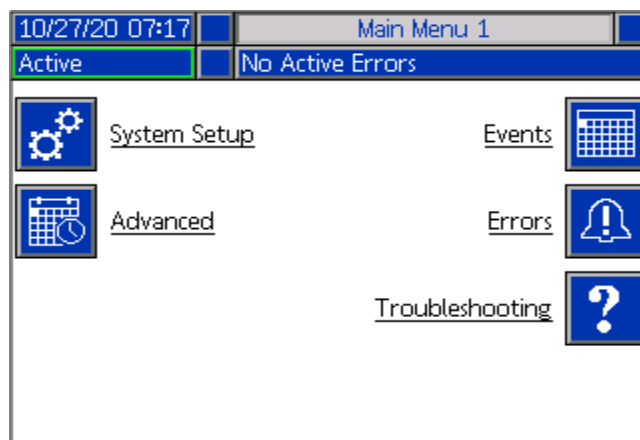 10/27/20 07:17 Main Menu 1
Active No Active Errors
System Setup Events
Advanced Errors
Troubleshooting